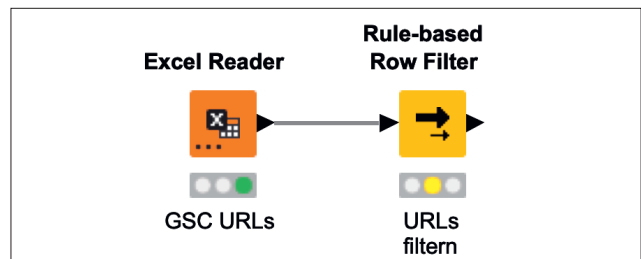 Excel Reader
Rule-based
Row Filter
X
GSC URLs
URLs
filtern